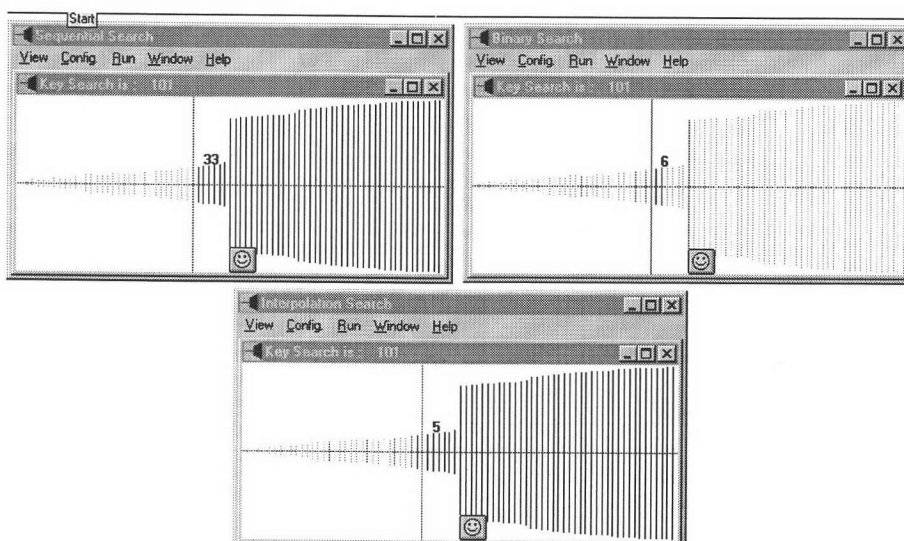 Start
Sequential Search
View Config. Run Window Help
Key Search is : 101
33
Binary Search
View Config. Run Window Help
Key Search is : 101
6
Interpolation Search
View Config. Run Window Help
Key Search is : 101
5